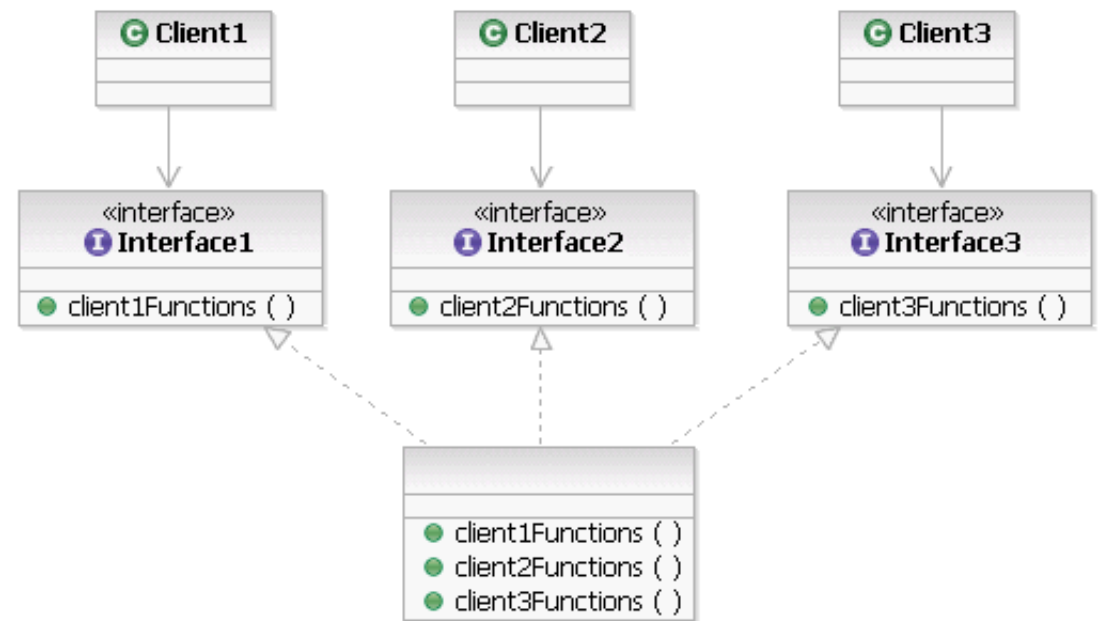 Client1
Client2
Client3
«interface»
Interface1
client1Functions ( )
«interface»
Interface2
client2Functions ( )
«interface»
Interface3
client3Functions ( )
client1Functions ( )
client2Functions ( )
client3Functions ( )